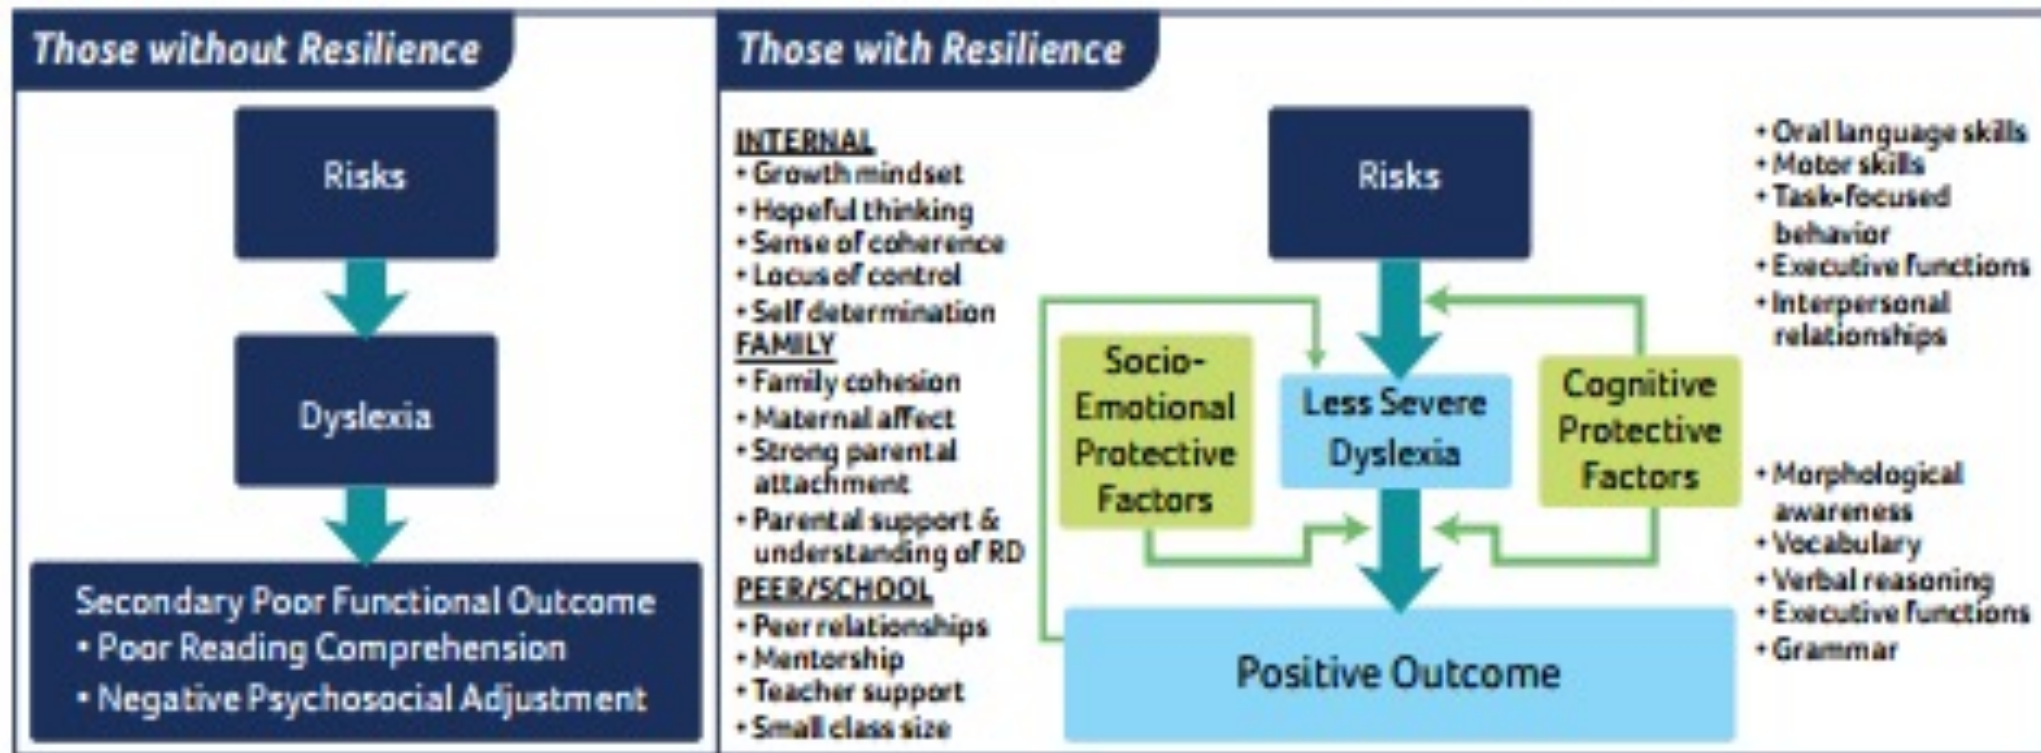 Those without Resilience
Risks
Dyslexia
Secondary Poor Functional Outcome
• Poor Reading Comprehension
• Negative Psychosocial Adjustment
Those with Resilience
INTERNAL
• Growth mindset
• Hopeful thinking
• Sense of coherence
• Locus of control
• Self determination
FAMILY
• Family cohesion
• Maternal affect
• Strong parental
attachment
• Parental support &
understanding of RD
PEER/SCHOOL
• Peer relationships
• Mentorship
• Teacher support
• Small class size
Risks
Socio-
Emotional
Protective
Factors
Less Severe
Dyslexia
Cognitive
Protective
Factors
Positive Outcome
• Oral language skills
• Motor skills
• Task-focused
behavior
• Executive functions
• Interpersonal
relationships
• Morphological
awareness
• Vocabulary
• Verbal reasoning
• Executive functions
• Grammar